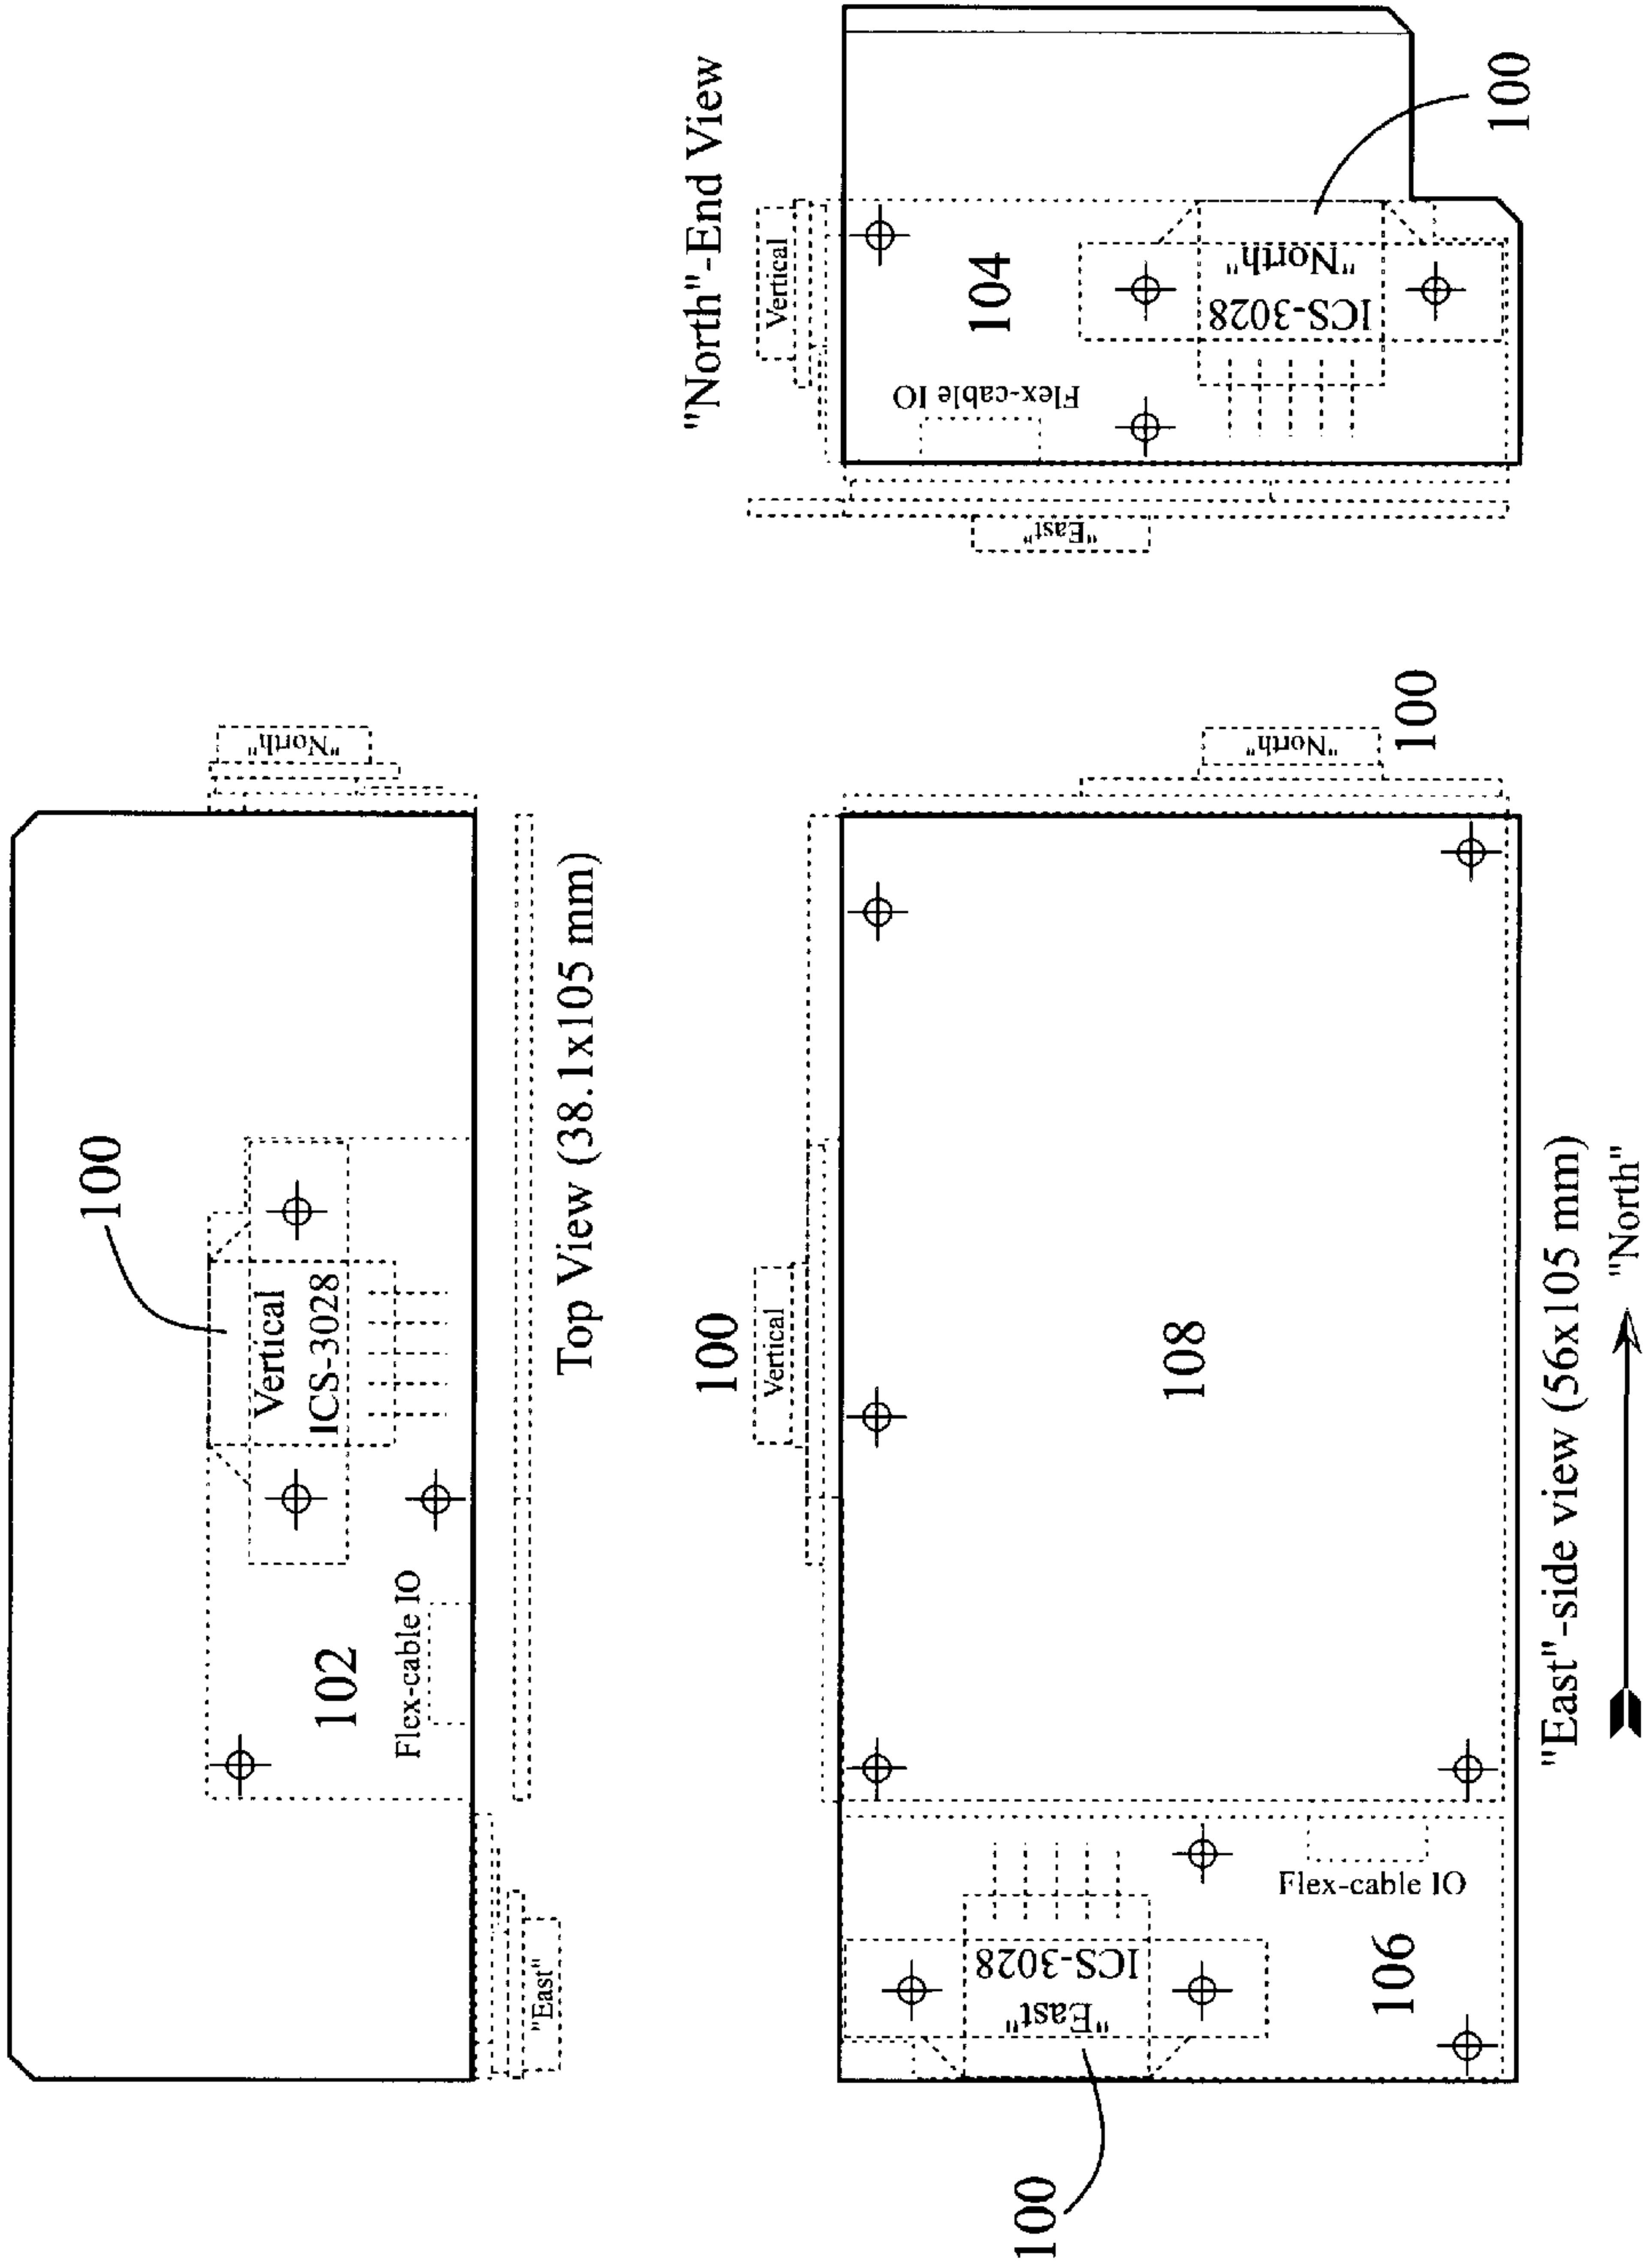 100
"North"
Vertical
ICS-3028
102
Flex-cable IO
"East"
Top View (38.1x105 mm)
"North"-End View
100
Vertical
Vertical
Flex-cable IO
104
"East"
ICS-3028
"North"
100
100
"East"
ICS-3028
108
"North"
100
106
Flex-cable IO
"East"-side view (56x105 mm)
"North"